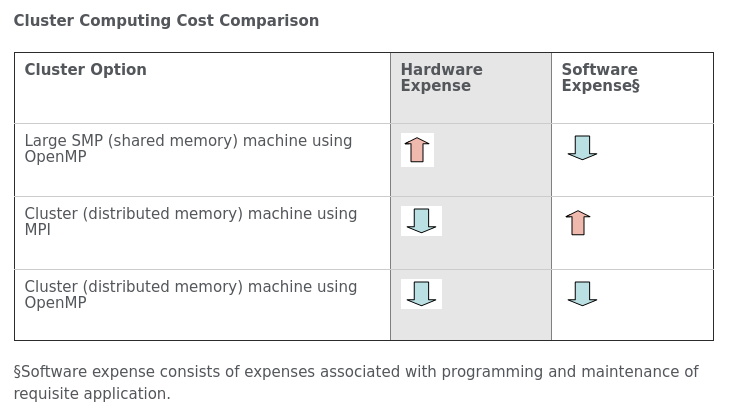 Cluster Computing Cost Comparison
Cluster Option
Hardware
Expense
Software
Expense§
Large SMP (shared memory) machine using
OpenMP
Cluster (distributed memory) machine using
MPI
Cluster (distributed memory) machine using
OpenMP
§Software expense consists of expenses associated with programming and maintenance of
requisite application.